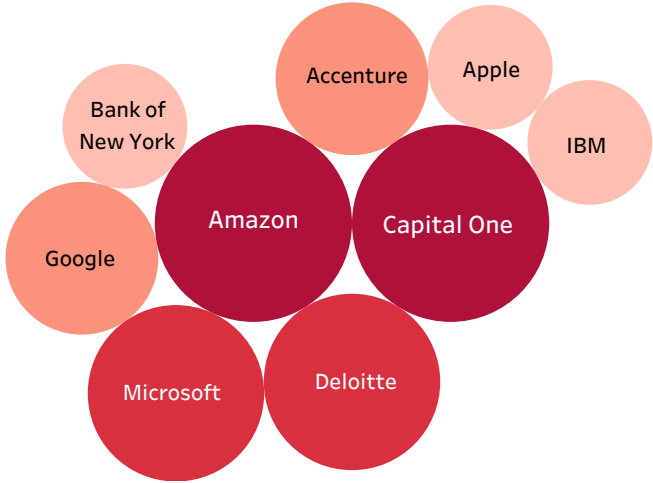 Accenture
Apple
Bank of
New York
IBM
Amazon
Capital One
Google
Microsoft
Deloitte